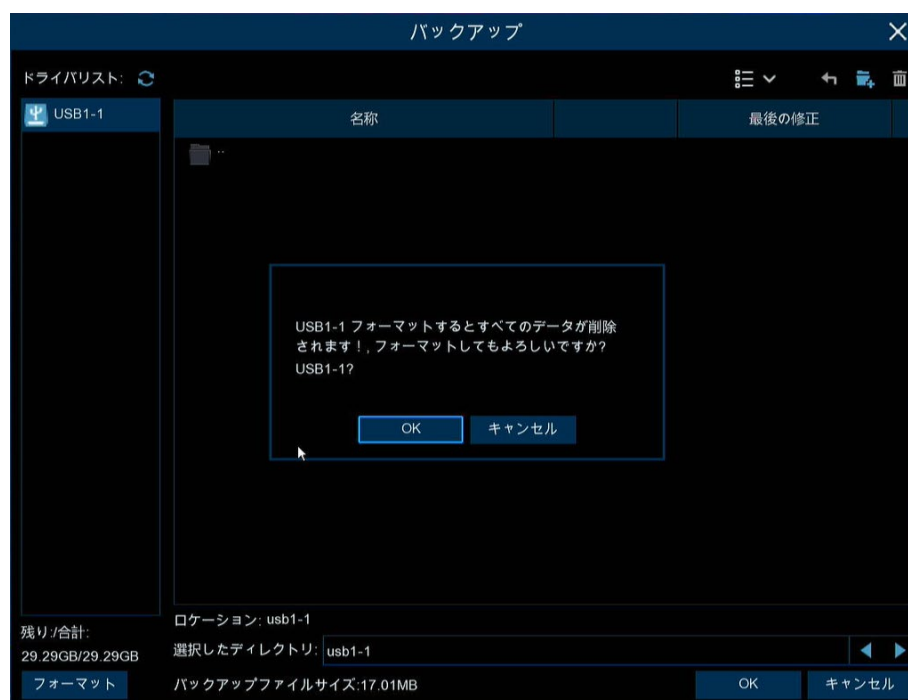 バックアップ
ドライバリスト:
USB1-1
名称
最後の修正
..
USB1-1 フォーマットするとすべてのデータが削除
されます!, フォーマットしてもよろしいですか?
USB1-1?
OK
キャンセル
ロケーション: usb1-1
残り:/合計:
選択したディレクトリ: usb1-1
29.29GB/29.29GB
フォーマット
バックアップファイルサイズ:17.01MB
OK
キャンセル